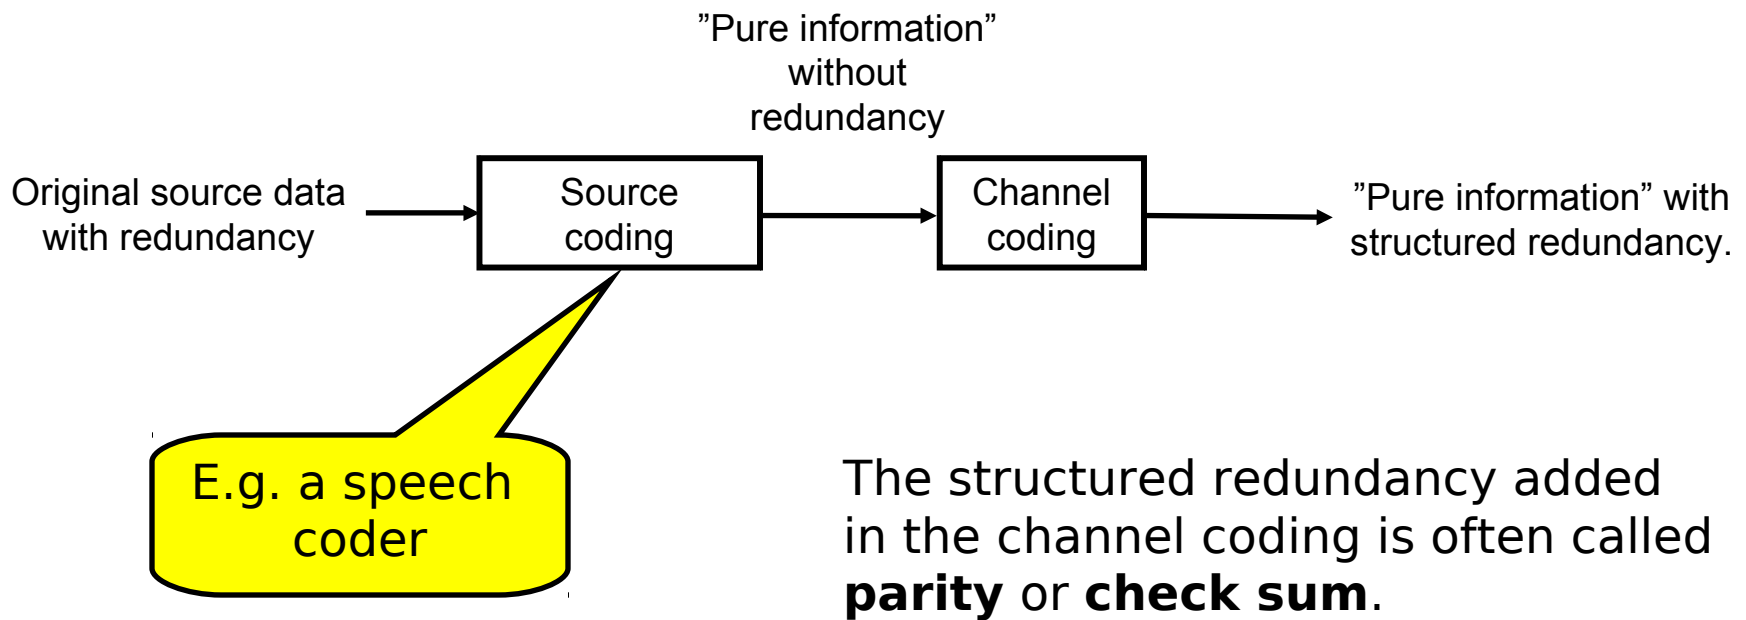 ”Pure information”
without
redundancy
Original source data
with redundancy
Source
coding
Channel
coding
”Pure information” with
structured redundancy.
E.g. a speech
coder
The structured redundancy added
in the channel coding is often called
parity or check sum.